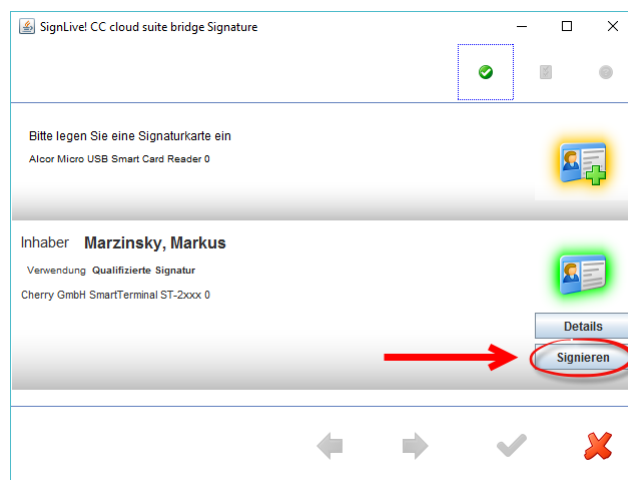 SignLive! CC cloud suite bridge Signature
Bitte legen Sie eine Signaturkarte ein
Alcor Micro USB Smart Card Reader 0
Inhaber Marzinsky, Markus
Verwendung Qualifizierte Signatur
Cherry GmbH SmartTerminal ST-2xxx 0
Details
Signieren